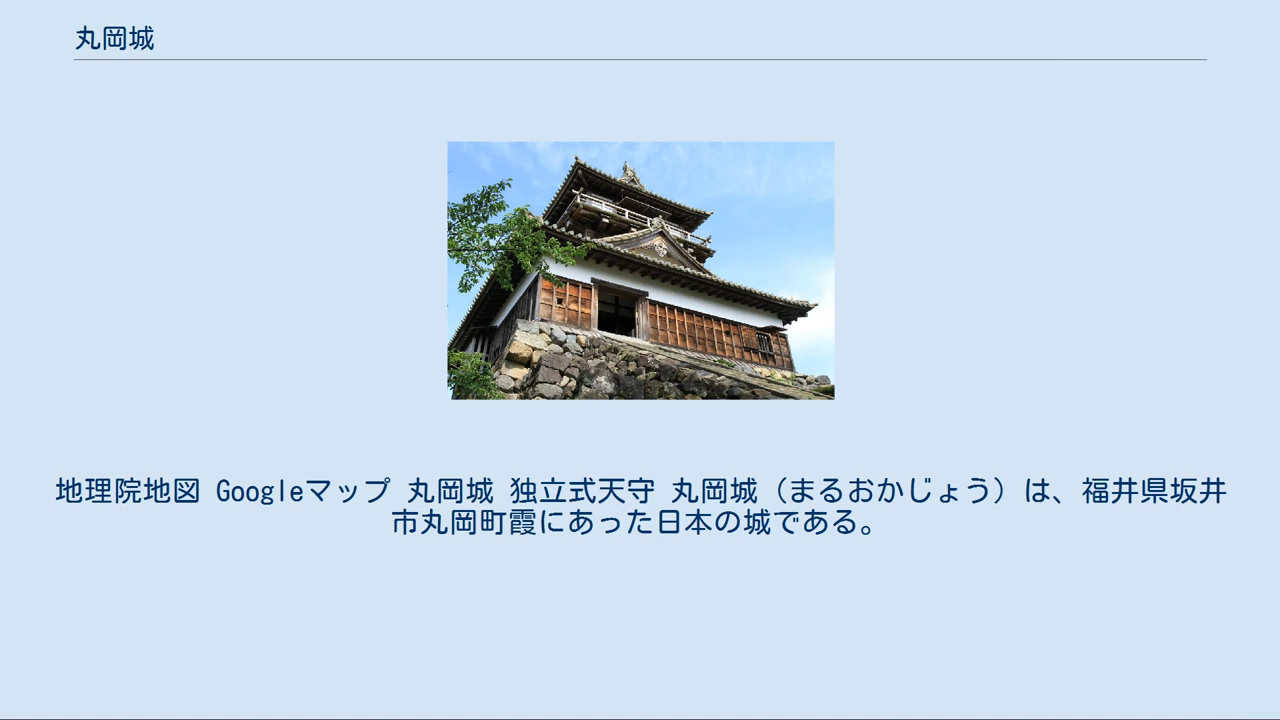 丸岡城
地理院地図 Googleマップ 丸岡城 独立式天守 丸岡城（まるおかじょう）は、福井県坂井
市丸岡町霞にあった日本の城である。